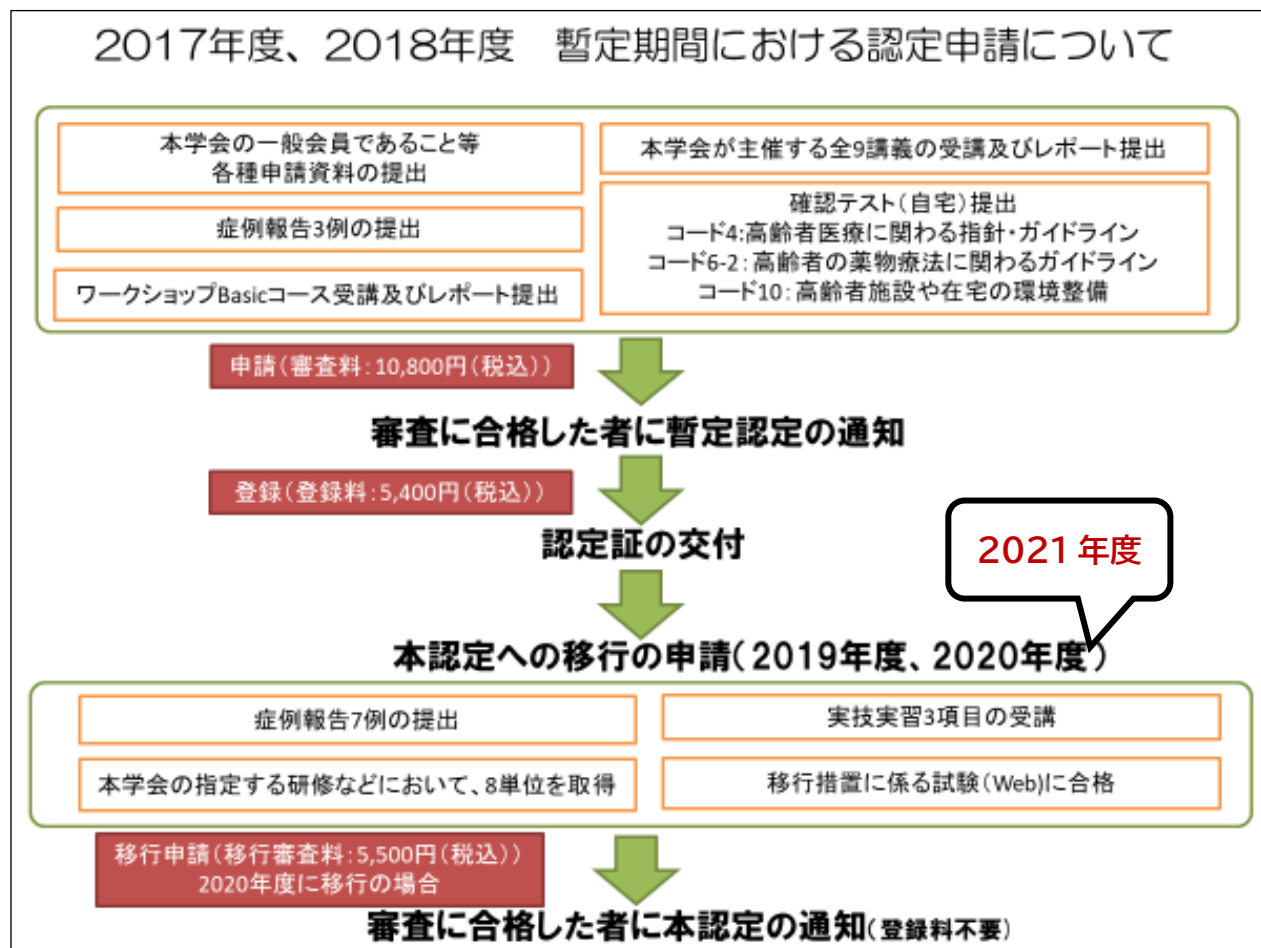 2017年度、2018年度　暫定期間における認定申請について
本学会の一般会員であること等
各種申請資料の提出
症例報告3例の提出
ワークショップBasicコース受講及びレポート提出
本学会が主催する全9講義の受講及びレポート提出
確認テスト(自宅)提出
コード4:高齢者医療に関わる指針・ガイドライン
コード6-2:高齢者の薬物療法に関わるガイドライン
コード10:高齢者施設や在宅の環境整備
申請(審査料:10,800円(税込))
審査に合格した者に暫定認定の通知
登録(登録料:5,400円(税込))
認定証の交付
2021年度
本認定への移行の申請(2019年度、2020年度)
症例報告7例の提出
実技実習3項目の受講
本学会の指定する研修などにおいて、8単位を取得
移行措置に係る試験(Web)に合格
移行申請(移行審査料:5,500円(税込))
2020年度に移行の場合
審査に合格した者に本認定の通知(登録料不要)